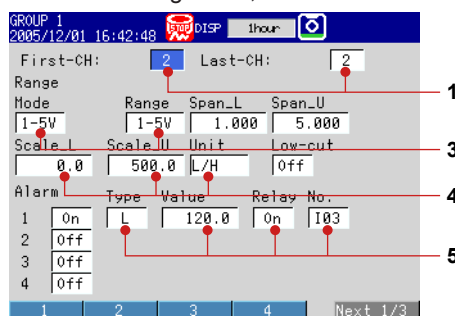 GROUP 1
2005/12/01 16:42:48 STOP DISP 1hour
First-CH: 2 Last-CH: 2
1
Range
Mode Range Span_L Span_U
1-5V 1-5V 1.000 5.000
3
Scale_L Scale_U Unit Low-cut
0.0 500.0 L/H Off
4
Alarm Type Value Relay No.
1 On L 120.0 On I03
2 Off
5
3 Off
4 Off
1 2 3 4 Next 1/3